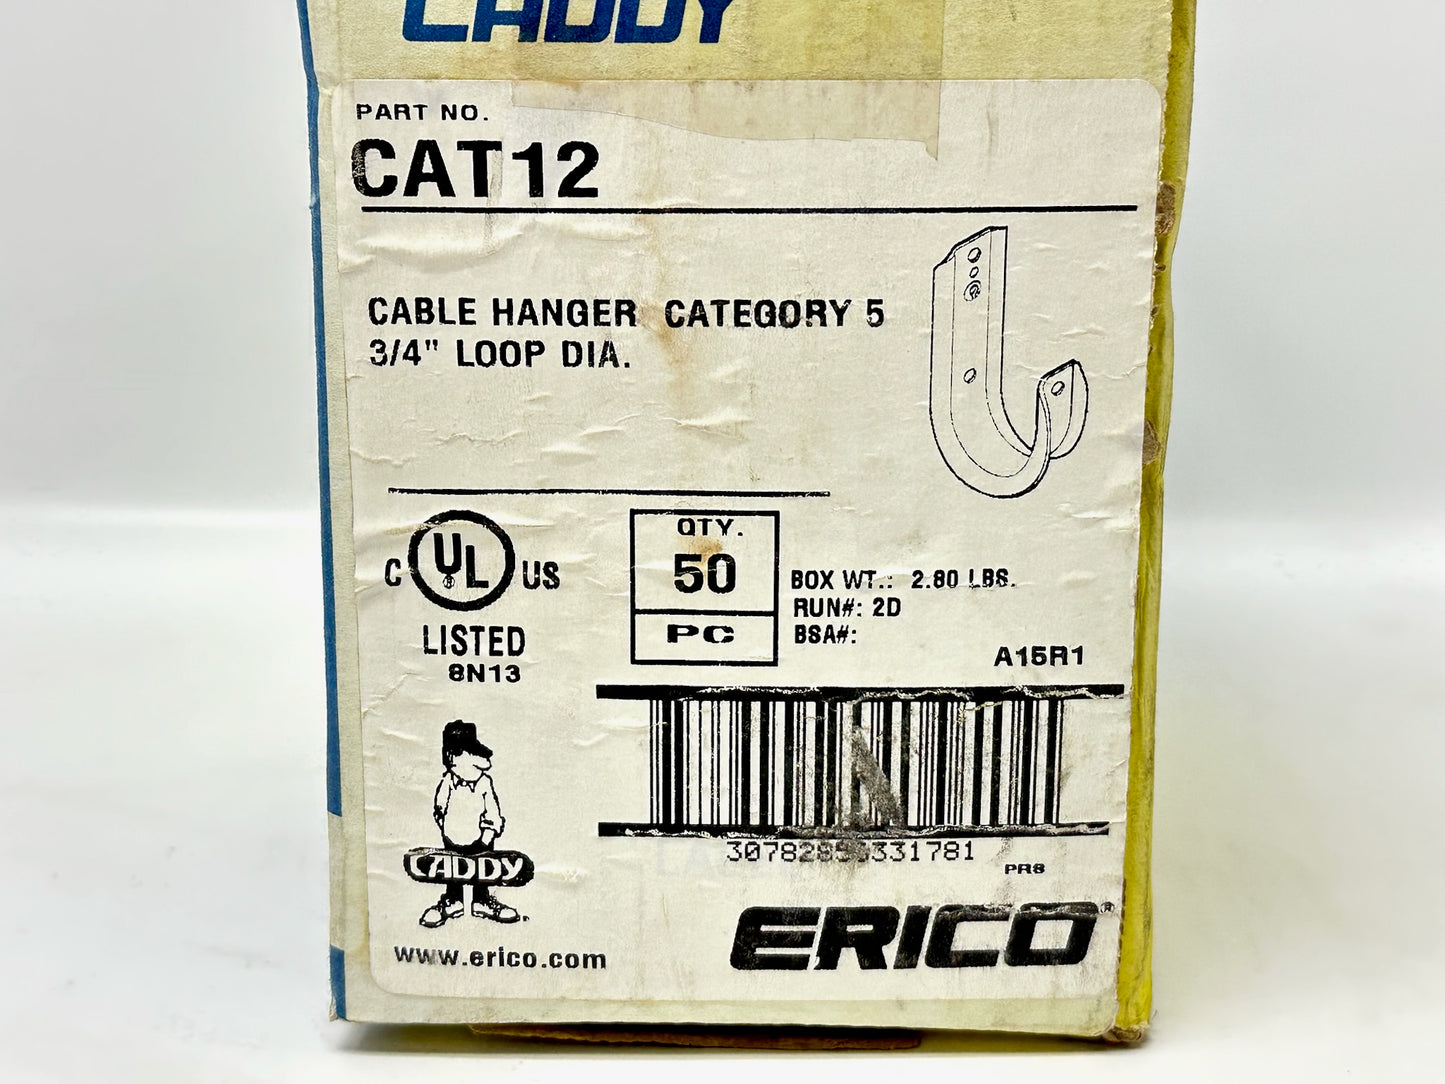 CADDY
PART NO.
CAT12
CABLE HANGER CATEGORY 5
3/4" LOOP DIA.
C UL ® US
LISTED
8N13
QTY.
50
PC
BOX WT.: 2.80 LBS.
RUN#: 2D
BSA#:
A15R1
PR8
CADDY
www.erico.com
ERICO®